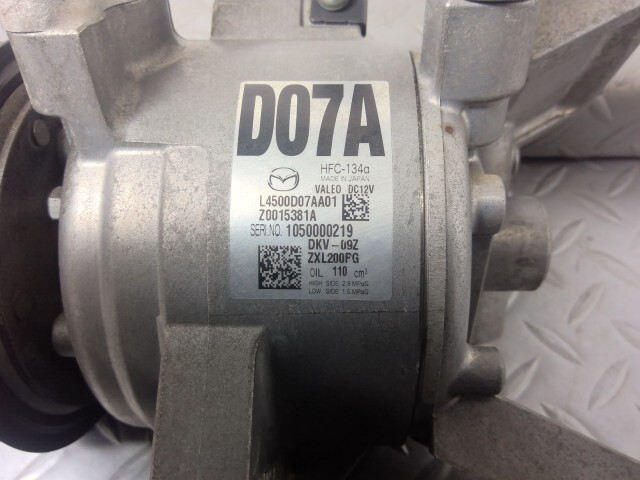 D07A
HFC-134a
MADE IN JAPAN
VALEO DC12V
L4500D07AA01
Z0015381A
SERI.NO. 1050000219
DKV-09Z
ZXL200PG
OIL 110 cm³
HIGH SIDE 2.9 MPaG
LOW SIDE 1.6 MPaG